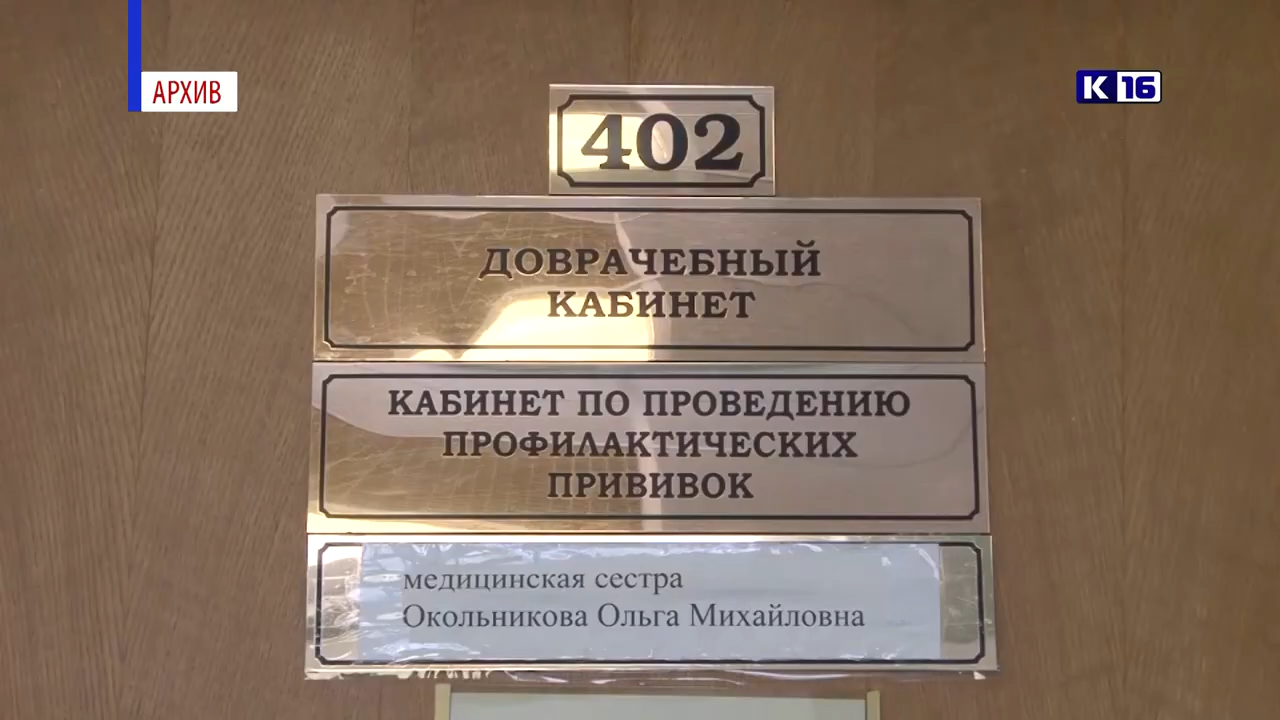 АРХИВ
К 16
402
ДОВРАЧЕБНЫЙ
КАБИНЕТ
КАБИНЕТ ПО ПРОВЕДЕНИЮ
ПРОФИЛАКТИЧЕСКИХ
ПРИВИВОК
медицинская сестра
Окольникова Ольга Михайловна